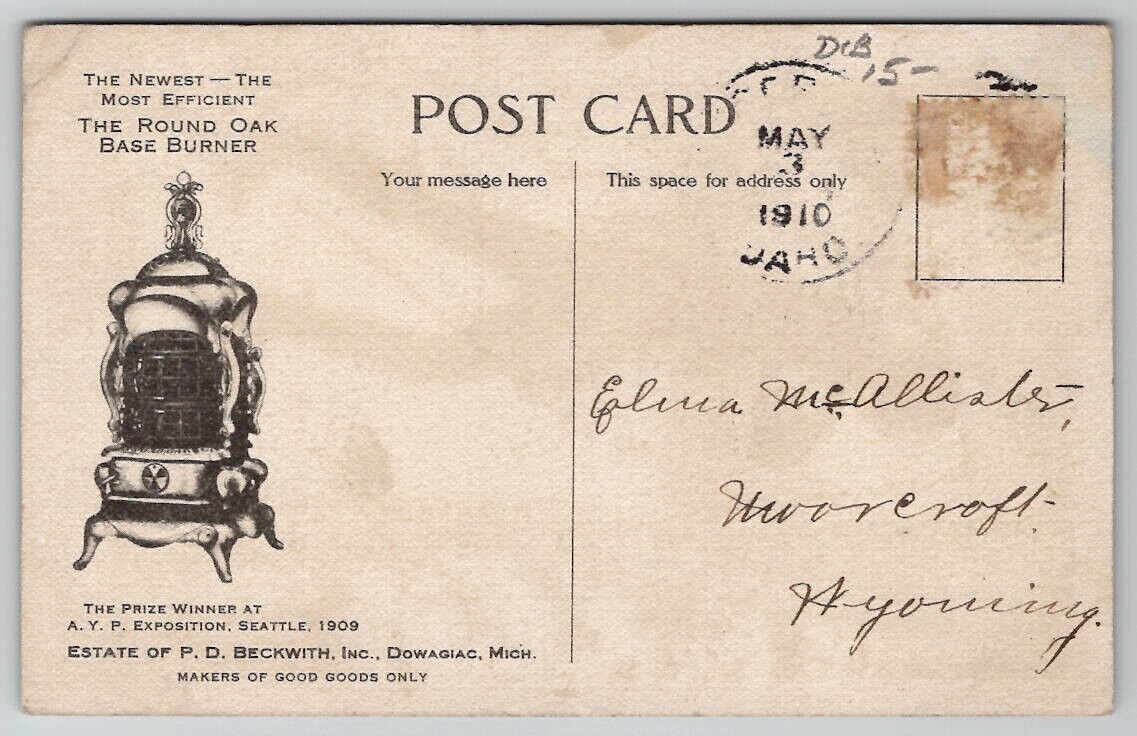 THE NEWEST — THE
MOST EFFICIENT
THE ROUND OAK
BASE BURNER
POST CARD
Your message here
This space for address only
MAY
3
1910
DAHO
15-
Elma McAllister,
Moorcroft
Wyoming.
THE PRIZE WINNER AT
A. Y. P. EXPOSITION, SEATTLE, 1909
ESTATE OF P. D. BECKWITH, INC., DOWAGIAC, MICH.
MAKERS OF GOOD GOODS ONLY